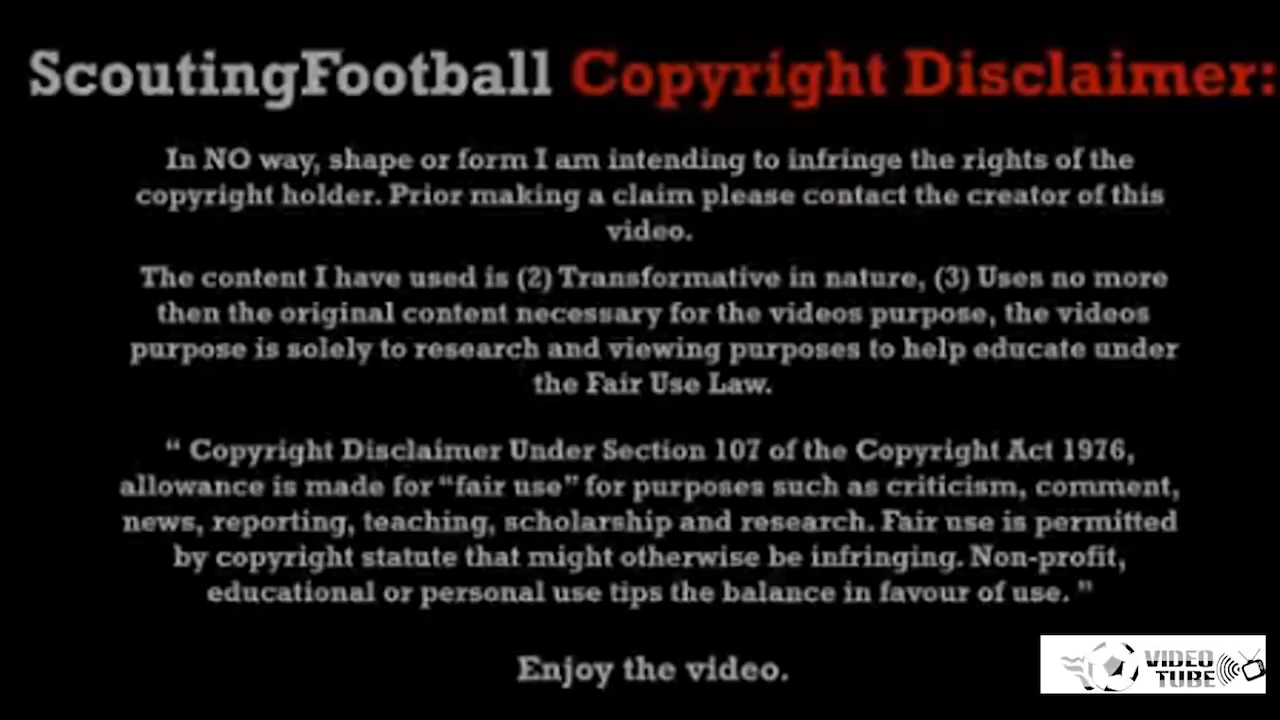 ScoutingFootball Copyright Disclaimer:
In NO way, shape or form I am intending to infringe the rights of the
copyright holder. Prior making a claim please contact the creator of this
video.
The content I have used is (2) Transformative in nature, (3) Uses no more
then the original content necessary for the videos purpose, the videos
purpose is solely to research and viewing purposes to help educate under
the Fair Use Law.
“ Copyright Disclaimer Under Section 107 of the Copyright Act 1976,
allowance is made for “fair use” for purposes such as criticism, comment,
news, reporting, teaching, scholarship and research. Fair use is permitted
by copyright statute that might otherwise be infringing. Non-profit,
educational or personal use tips the balance in favour of use. ”
Enjoy the video.
VIDEO
TUBE